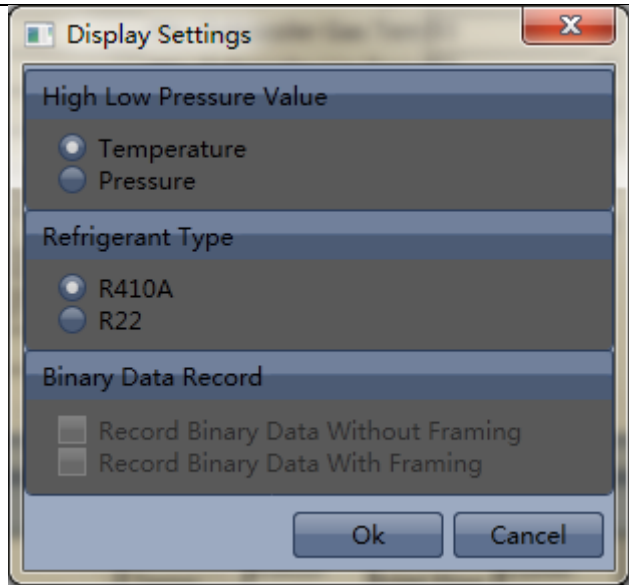 Display Settings
High Low Pressure Value
Temperature
Pressure
Refrigerant Type
R410A
R22
Binary Data Record
Record Binary Data Without Framing
Record Binary Data With Framing
Ok
Cancel